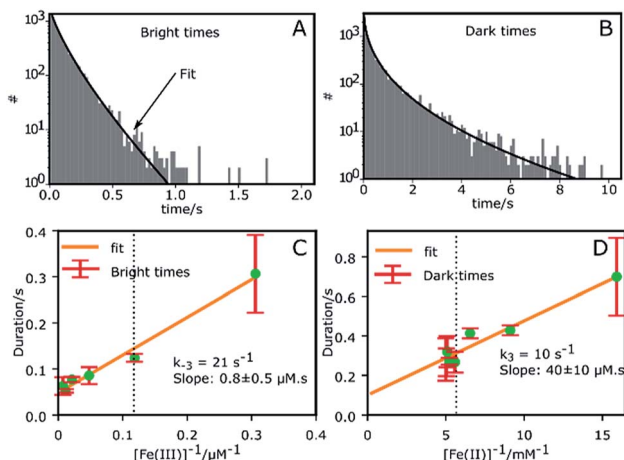 A
Bright times
Fit
#
10³
10²
10¹
10⁰
0.0 0.5 1.0 1.5 2.0
time/s
B
Dark times
#
10³
10²
10¹
10⁰
0 2 4 6 8 10
time/s
C
fit
Bright times
Duration/s
0.4
0.3
0.2
0.1
0.0
k₋₃ = 21 s⁻¹
Slope: 0.8±0.5 µM.s
0.0 0.1 0.2 0.3 0.4
[Fe(III)]⁻¹/µM⁻¹
D
fit
Dark times
Duration/s
0.8
0.6
0.4
0.2
0.0
k₃ = 10 s⁻¹
Slope: 40±10 µM.s
0 5 10 15
[Fe(II)]⁻¹/mM⁻¹